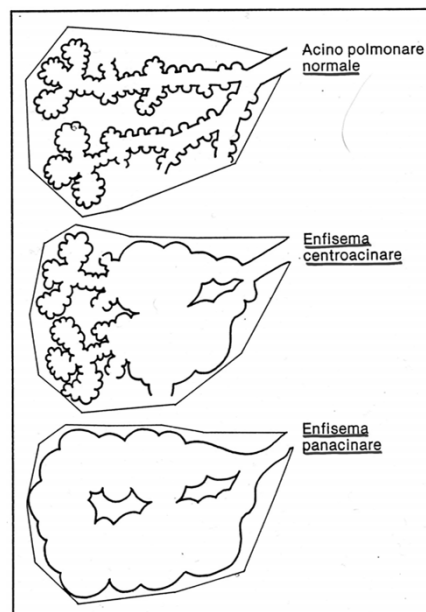 Acino polmonare
normale
Enfisema
centroacinare
Enfisema
panacinare